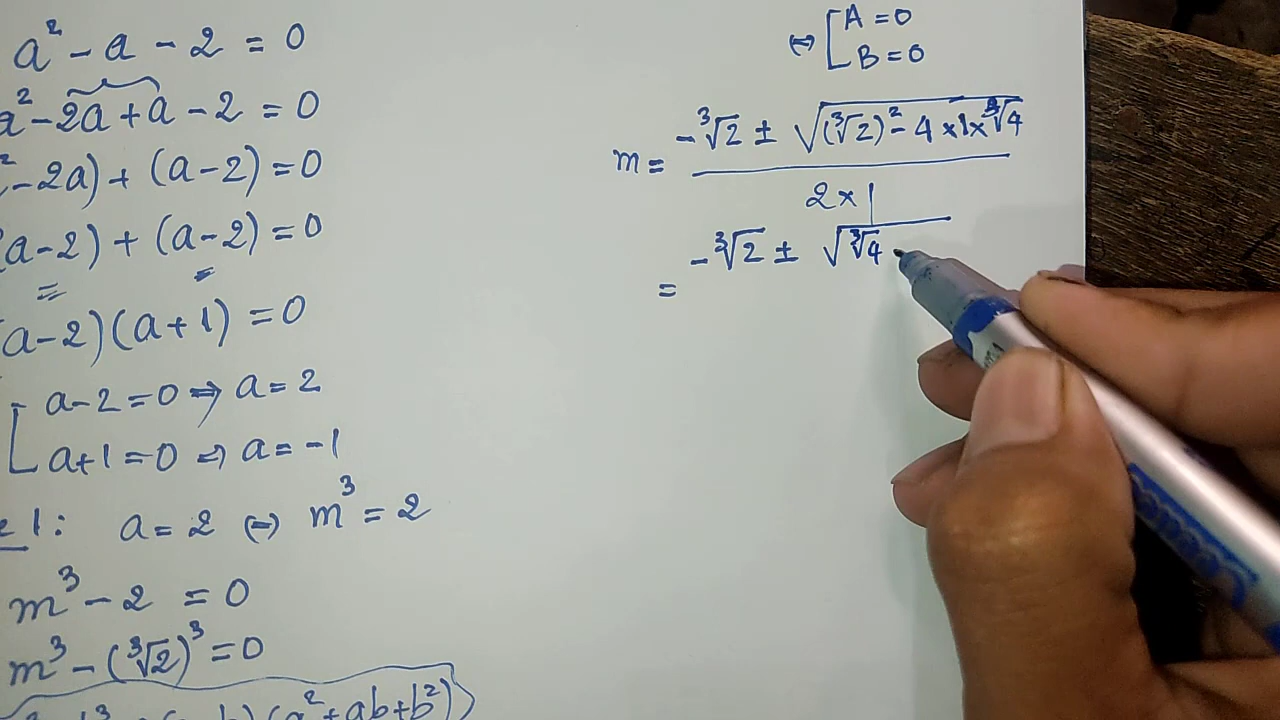 a² - a - 2 = 0
a² - 2a + a - 2 = 0
² - 2a) + (a - 2) = 0
(a - 2) + (a - 2) = 0
(a - 2)(a + 1) = 0
a - 2 = 0 ⇒ a = 2
a + 1 = 0 ⇒ a = -1
e 1: a = 2 ⇔ m³ = 2
m³ - 2 = 0
m³ - (∛2)³ = 0
(a² + ab + b²)
⇔ [ A = 0
B = 0
m = (-∛2 ± √((∛2)² - 4 × 1 × ∛4)) / (2 × 1)
= -∛2 ± √(∛4 -